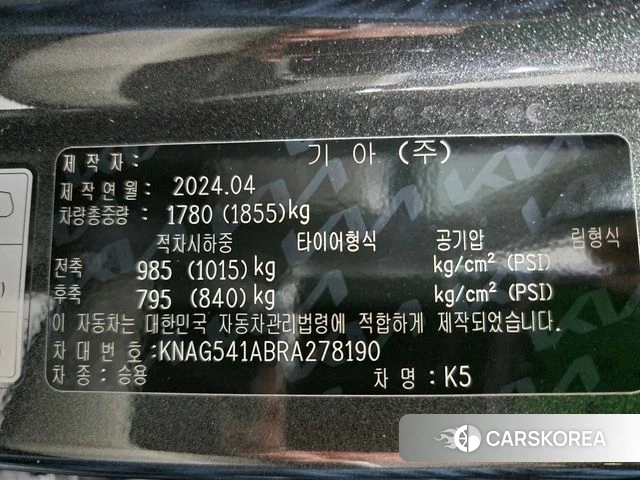 제 작 자 : 기 아 (주)
제작연월 : 2024.04
차량총중량 : 1780 (1855)kg
적차시하중 타이어형식 공기압 림형식
전축 985 (1015)kg kg/cm² (PSI)
후축 795 (840)kg kg/cm² (PSI)
이 자동차는 대한민국 자동차관리법령에 적합하게 제작되었습니다.
차 대 번 호 : KNAG541ABRA278190
차 종 : 승용 차 명 : K5
CARSKOREA